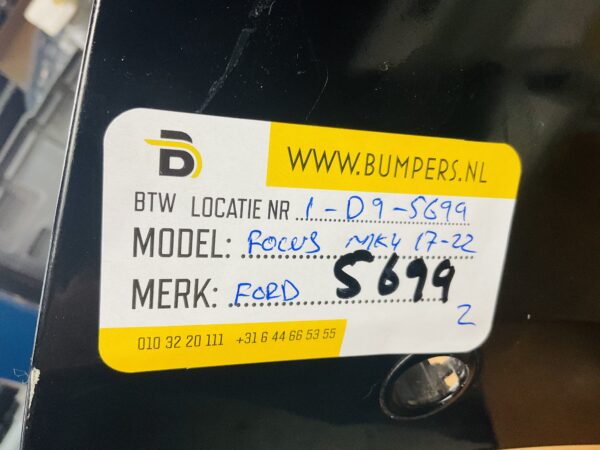 WWW.BUMPERS.NL
BTW LOCATIE NR 1-D9-5699
MODEL: FOCUS MK4 17-22
MERK: FORD 5699
2
010 32 20 111 +31 6 44 66 53 55